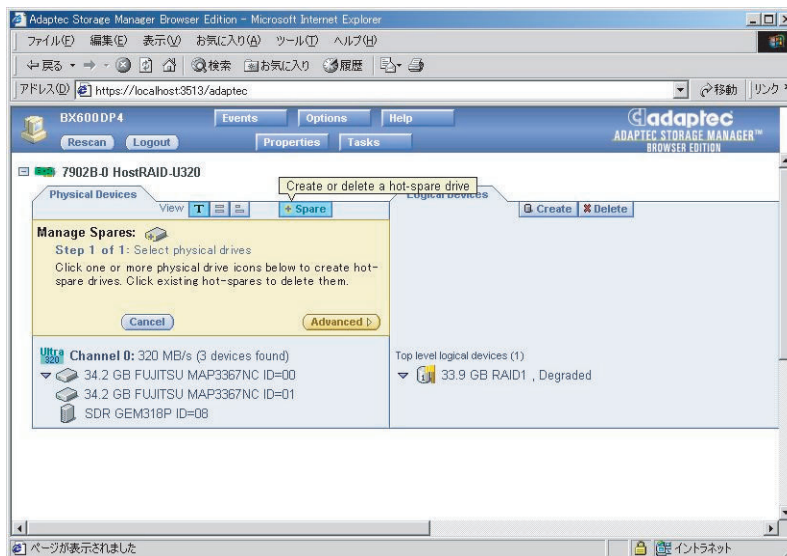 Adaptec Storage Manager Browser Edition - Microsoft Internet Explorer
ファイル(F) 編集(E) 表示(V) お気に入り(A) ツール(T) ヘルプ(H)
戻る 検索 お気に入り 履歴
アドレス(D) https://localhost:3513/adaptec 移動 リンク
BX600DP4 Events Options Help
adaptec
Rescan Logout Properties Tasks
ADAPTEC STORAGE MANAGER™
BROWSER EDITION
7902B-0 HostRAID-U320
Create or delete a hot-spare drive
Physical Devices
Logical Devices
View T + Spare
Create Delete
Manage Spares:
Step 1 of 1: Select physical drives
Click one or more physical drive icons below to create hot-
spare drives. Click existing hot-spares to delete them.
Cancel Advanced
Ultra
320
Channel 0: 320 MB/s (3 devices found)
34.2 GB FUJITSU MAP3367NC ID=00
34.2 GB FUJITSU MAP3367NC ID=01
SDR GEM318P ID=08
Top level logical devices (1)
33.9 GB RAID1 , Degraded
ページが表示されました イントラネット